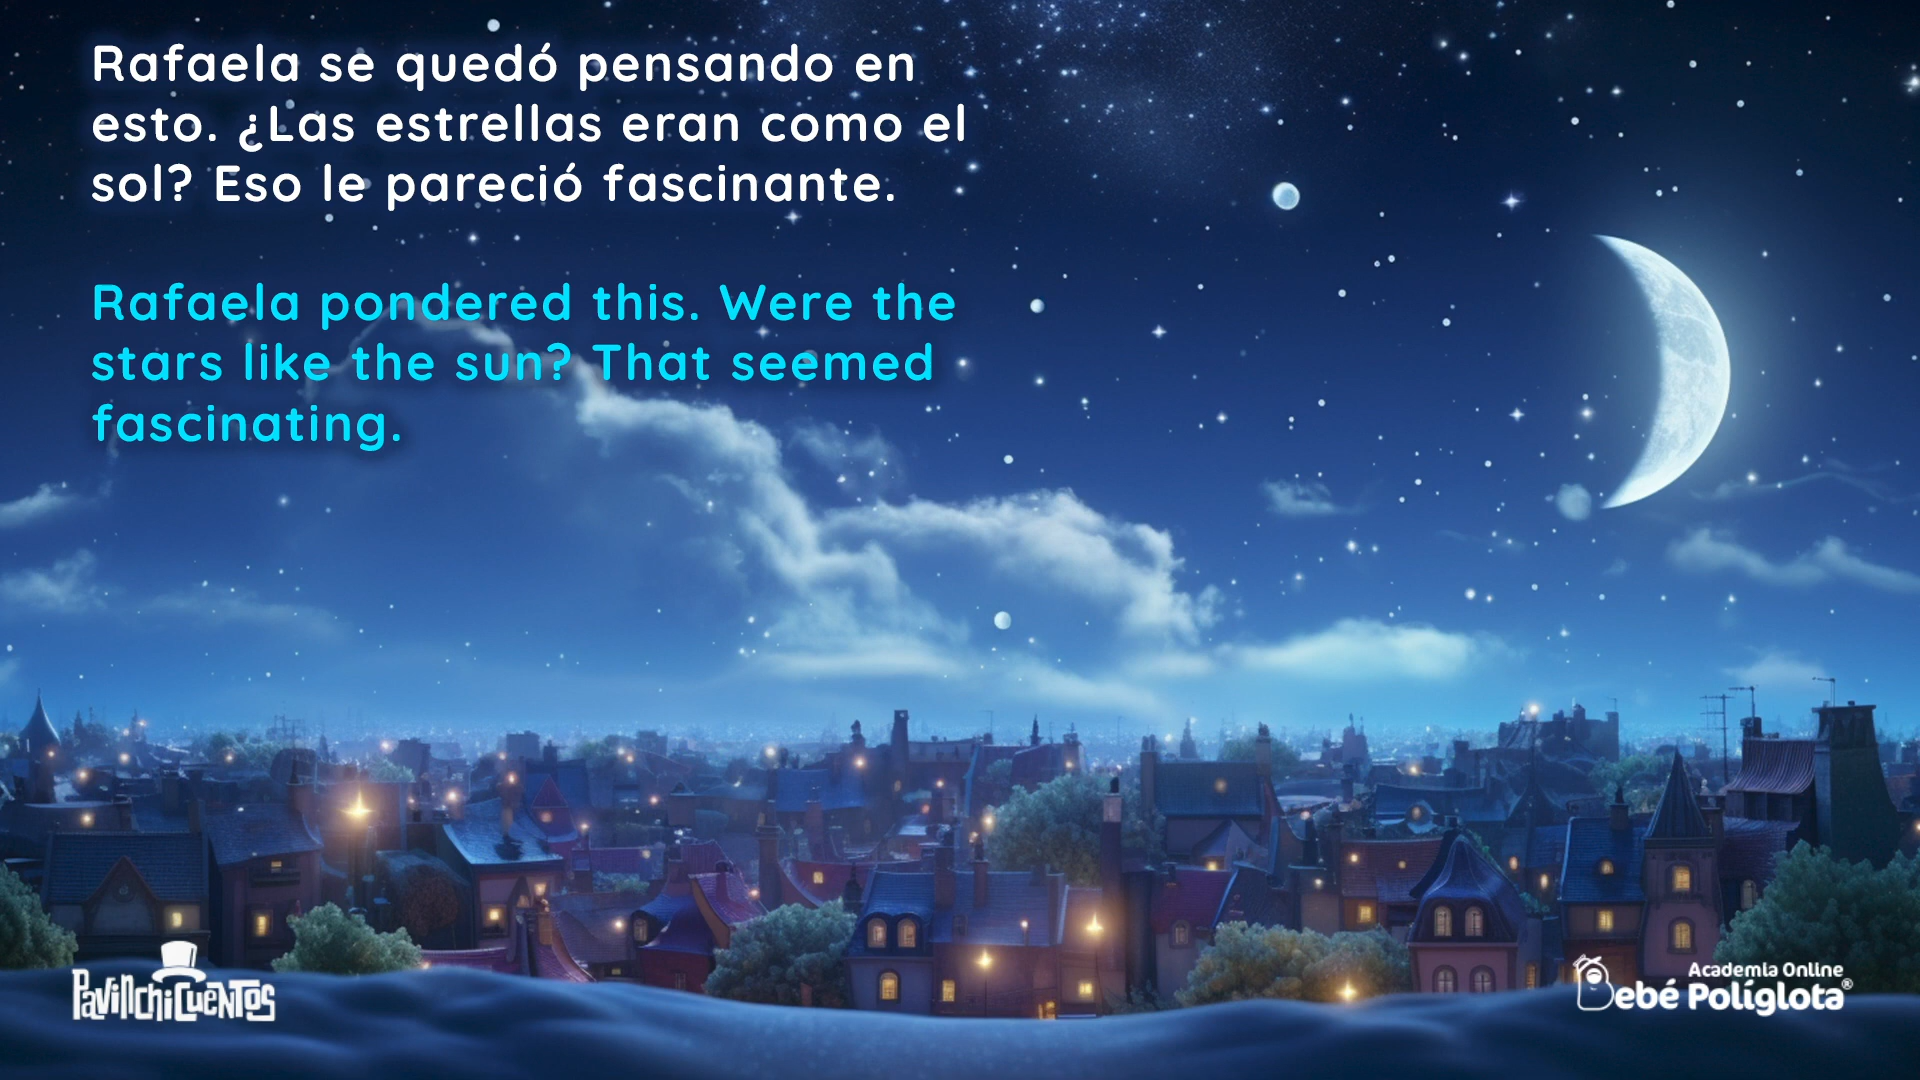 Rafaela se quedó pensando en
esto. ¿Las estrellas eran como el
sol? Eso le pareció fascinante.
Rafaela pondered this. Were the
stars like the sun? That seemed
fascinating.
PavinchiCuentos
Academia Online
Bebé Políglota®